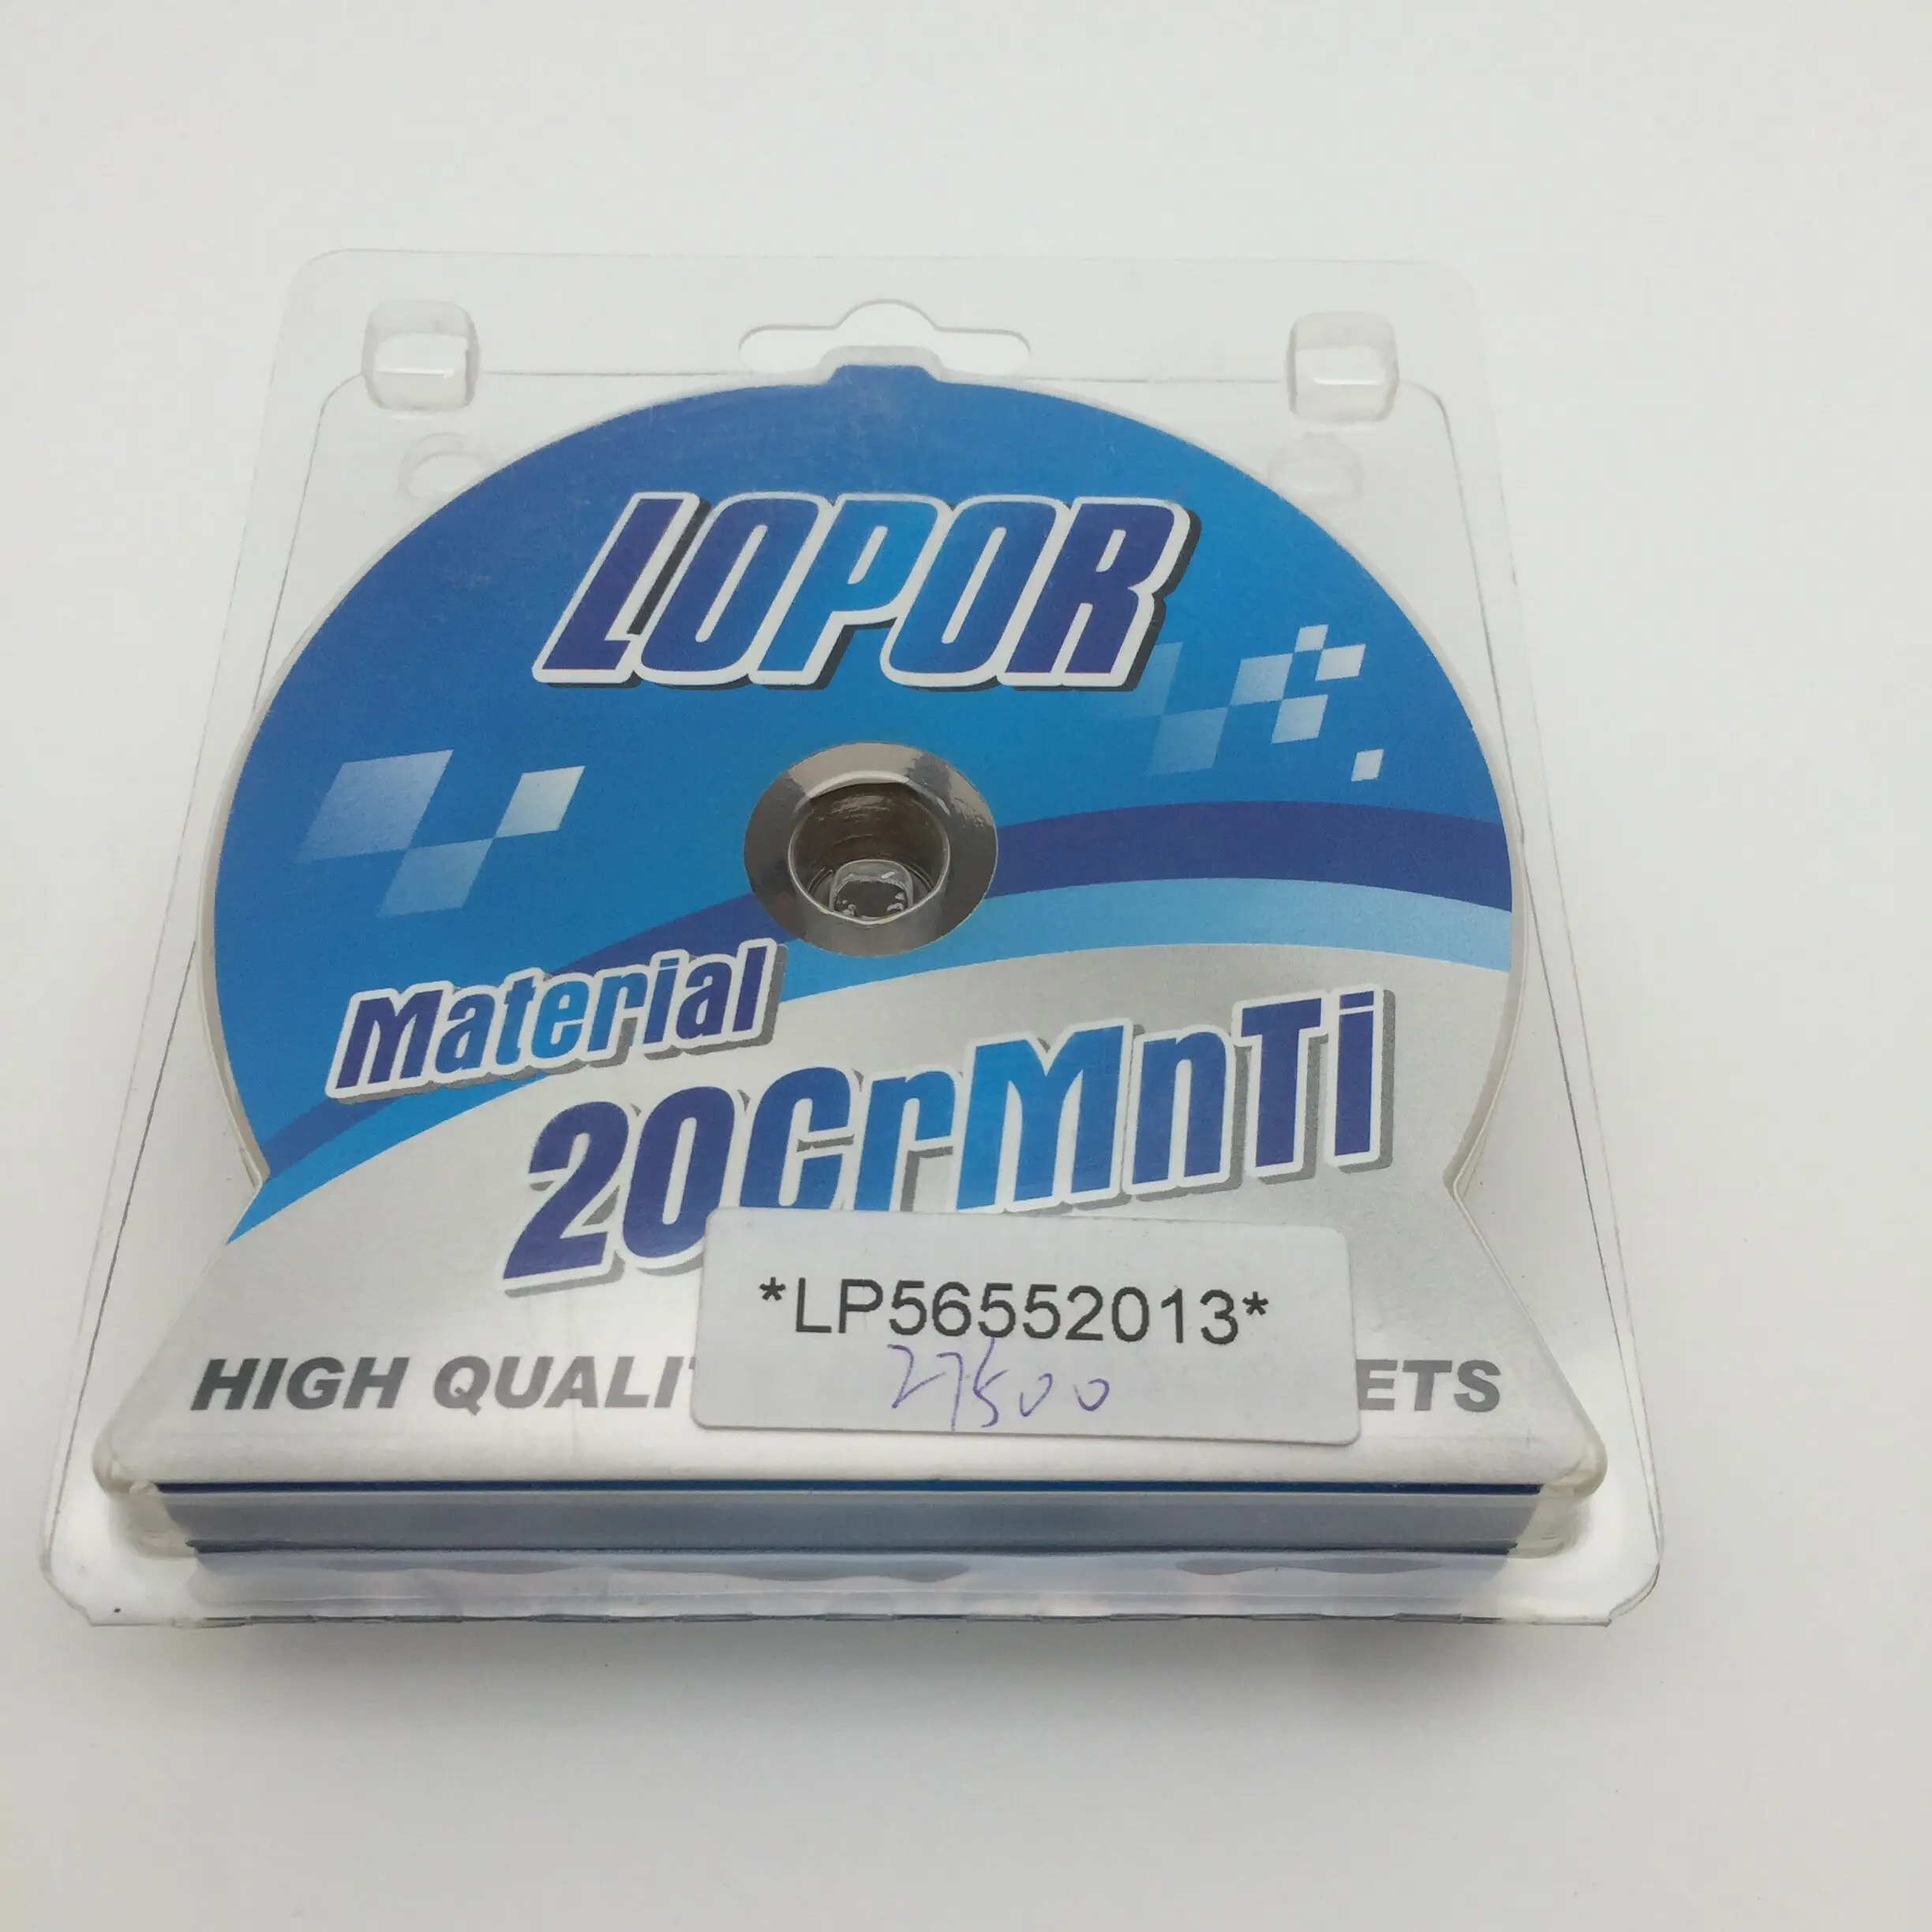 LOPOR
Material
20CrMnTi
*LP56552013*
27500
HIGH QUALI ETS